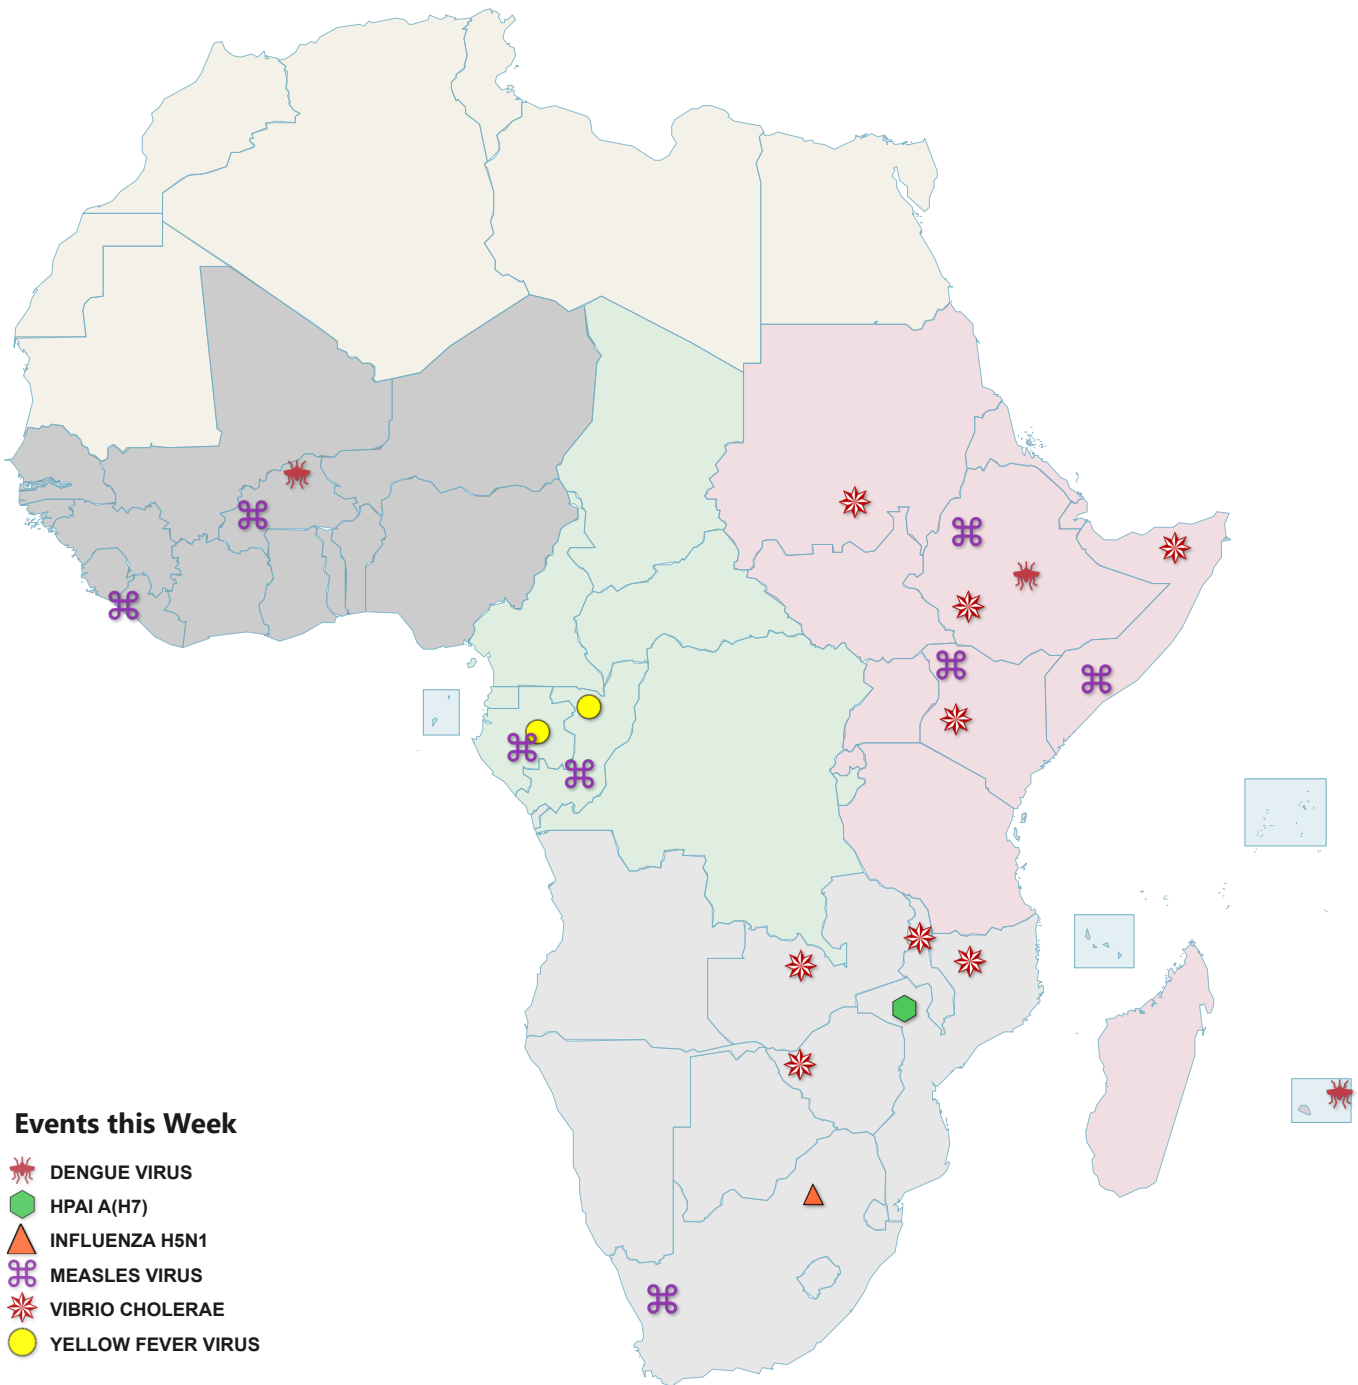 Events this Week
DENGUE VIRUS
HPAI A(H7)
INFLUENZA H5N1
MEASLES VIRUS
VIBRIO CHOLERAE
YELLOW FEVER VIRUS